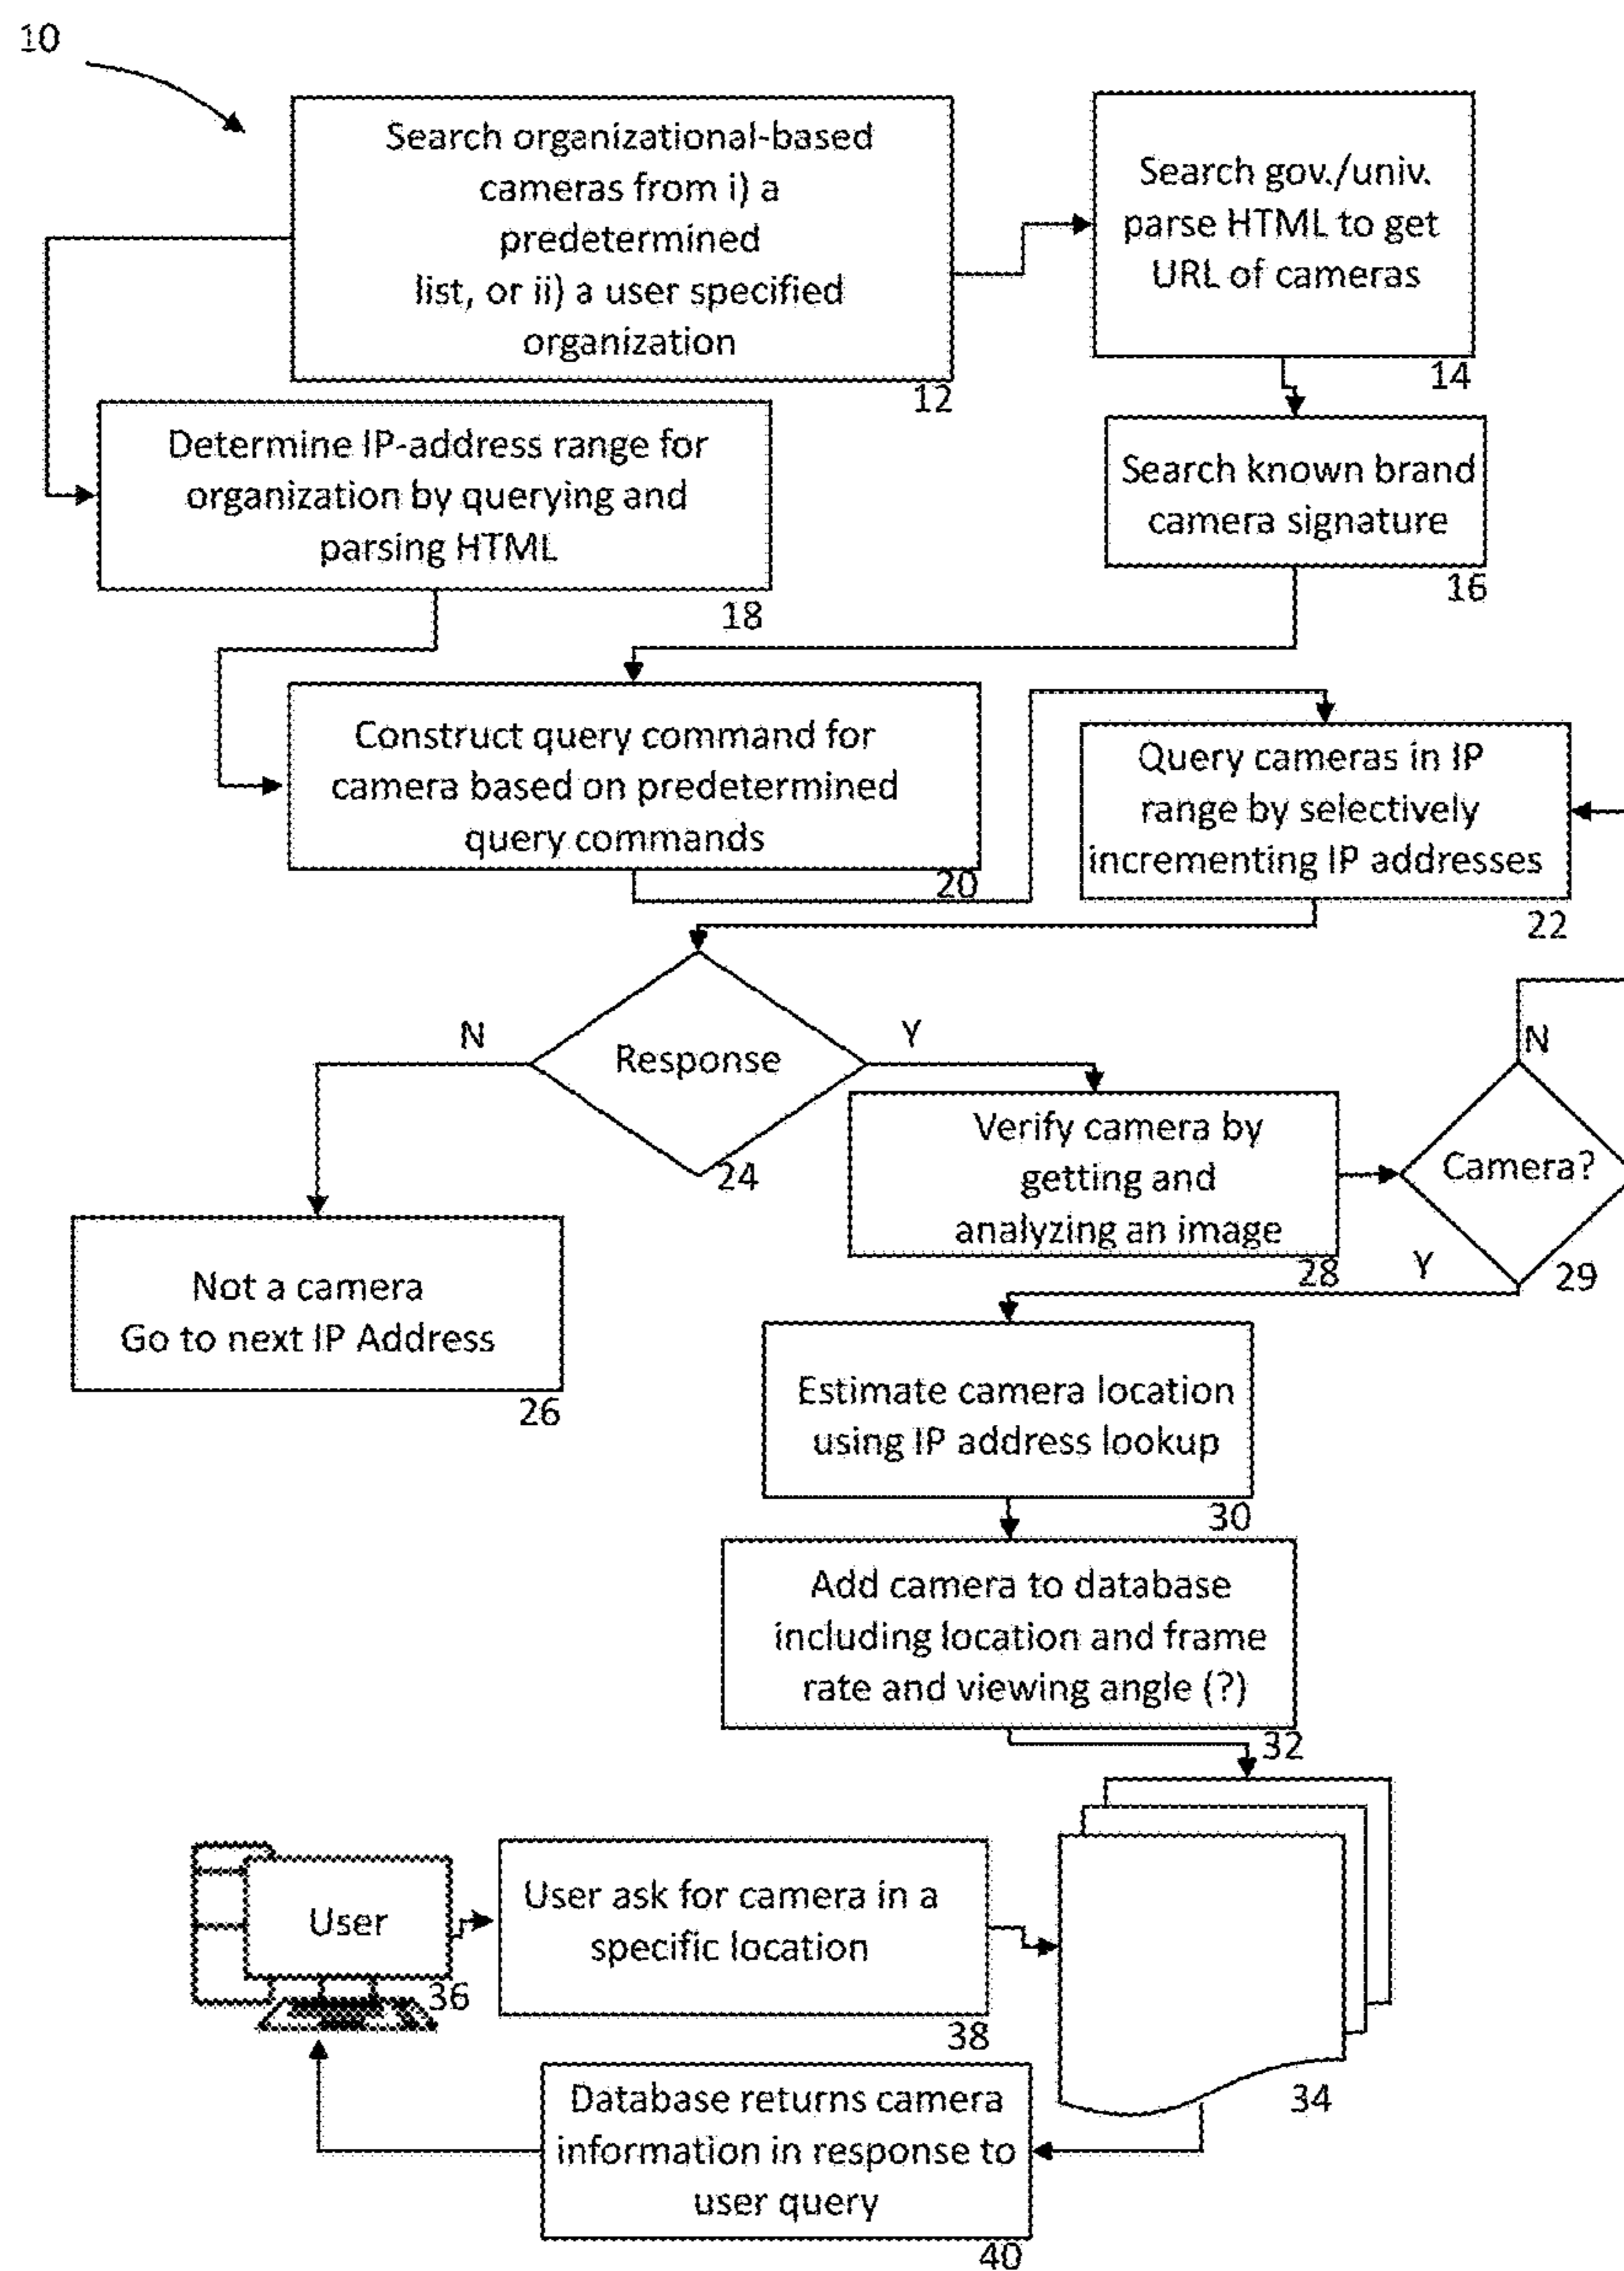 10
Search organizational-based
cameras from i) a
predetermined
list, or ii) a user specified
organization
12
Search gov./univ.
parse HTML to get
URL of cameras
14
Determine IP-address range for
organization by querying and
parsing HTML
18
Search known brand
camera signature
16
Construct query command for
camera based on predetermined
query commands
20
Query cameras in IP
range by selectively
incrementing IP addresses
22
Response
24
N
Y
Not a camera
Go to next IP Address
26
Verify camera by
getting and
analyzing an image
28
Camera?
29
N
Y
Estimate camera location
using IP address lookup
30
Add camera to database
including location and frame
rate and viewing angle (?)
32
User
36
User ask for camera in a
specific location
38
34
Database returns camera
information in response to
user query
40